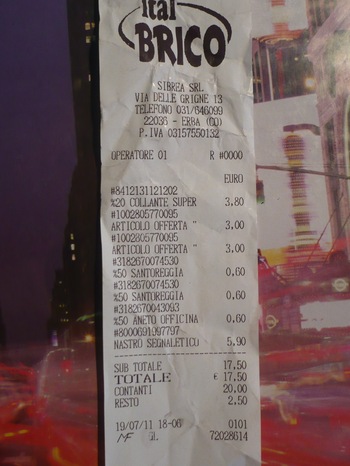 ital
BRICO
SIBREA SRL
VIA DELLE GRIGNE 13
TELEFONO 031/646099
22036 - ERBA (CO)
P.IVA 03157550132
OPERATORE 01 R #0000
EURO
#8412131121202
%20 COLLANTE SUPER 3.80
#1002805770095
ARTICOLO OFFERTA " 3.00
#1002805770095
ARTICOLO OFFERTA " 3.00
#3182670074530
%50 SANTOREGGIA 0.60
#3182670074530
%50 SANTOREGGIA 0.60
#3182670043093
%50 ANETO OFFICINA 0.60
#8000691997797
NASTRO SEGNALETICO 5.90
SUB TOTALE 17.50
TOTALE € 17.50
CONTANTI 20.00
RESTO 2.50
19/07/11 18-06 0101
MF 72028614